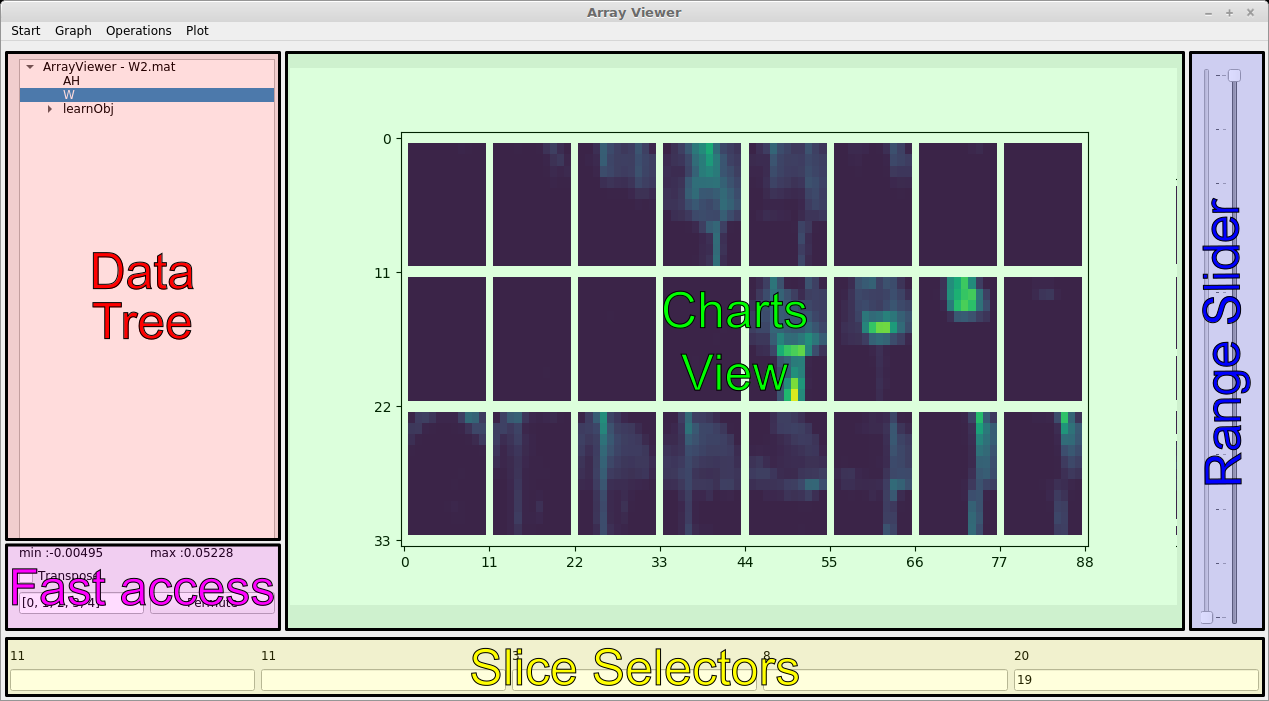 Array Viewer
Start Graph Operations Plot
ArrayViewer - W2.mat
AH
W
learnObj
Data
Tree
min :-0.00495 max :0.05228
Transpose
Fast access
[0, 1, 2, 3, 4] Permute
0
11
22
33
0 11 22 33 44 55 66 77 88
Charts
View
Range Slider
11 11 3 8 20
Slice Selectors
19